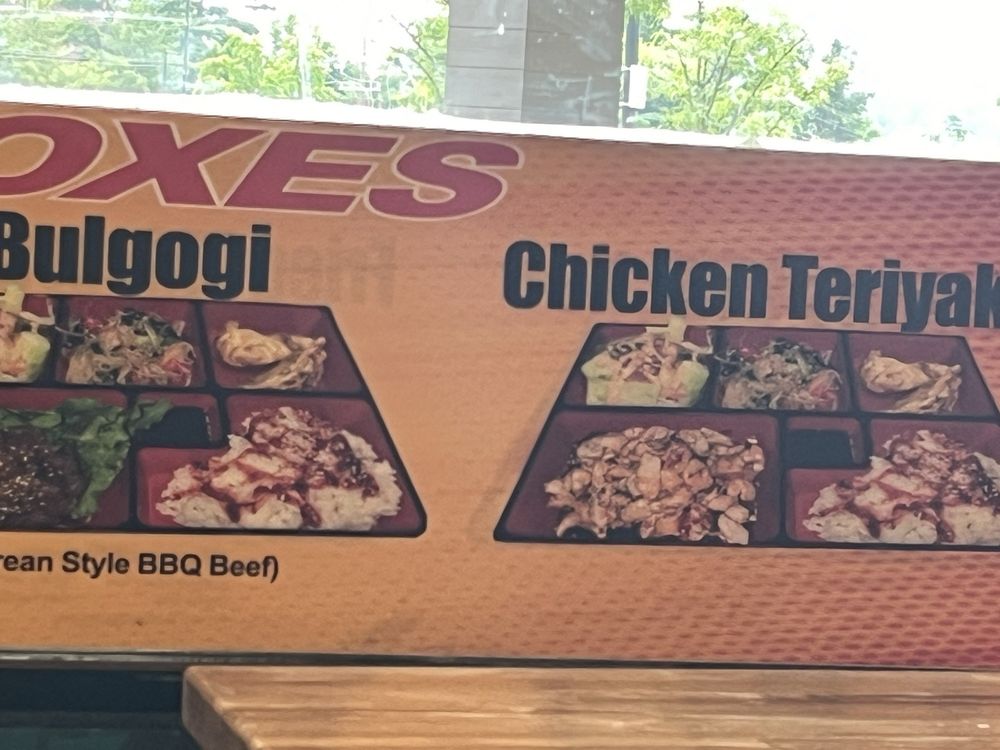 OXES
Bulgogi
Chicken Teriyak
rean Style BBQ Beef)